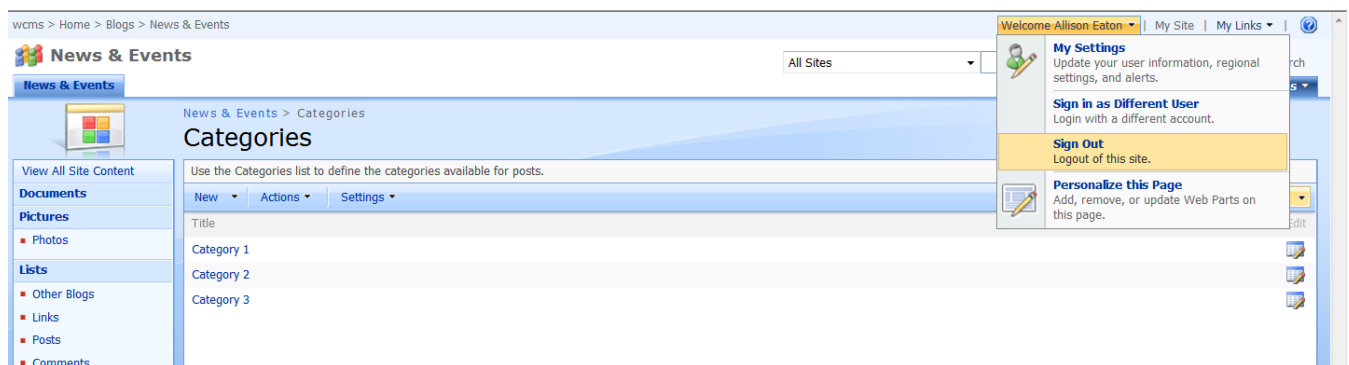 wcms > Home > Blogs > News & Events
Welcome Allison Eaton | My Site | My Links |
News & Events
All Sites
News & Events
My Settings
Update your user information, regional
settings, and alerts.
Sign in as Different User
Login with a different account.
Sign Out
Logout of this site.
Personalize this Page
Add, remove, or update Web Parts on
this page.
News & Events > Categories
Categories
View All Site Content
Documents
Pictures
Photos
Lists
Other Blogs
Links
Posts
Comments
Use the Categories list to define the categories available for posts.
New Actions Settings
Title Edit
Category 1
Category 2
Category 3